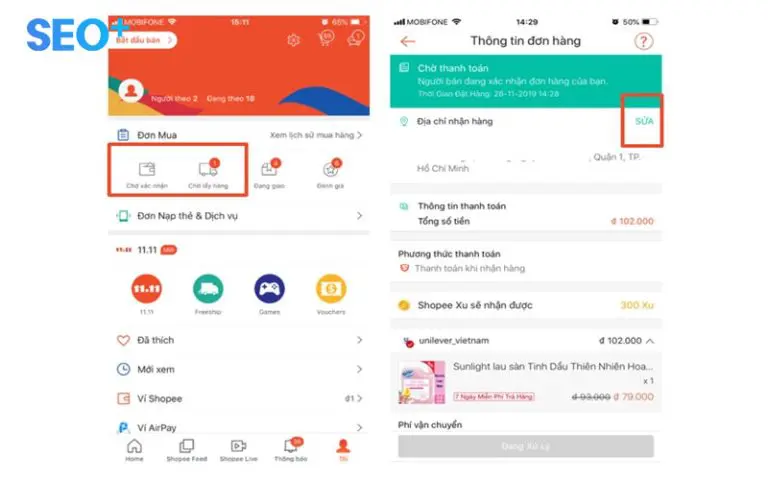 SEO+
MOBIFONE 15:11 66%
Bắt đầu bán
Người theo 2 Đang theo 18
Đơn Mua Xem lịch sử mua hàng >
1 4 6
Chờ xác nhận Chờ lấy hàng Đang giao Đánh giá
Đơn Nạp thẻ & Dịch vụ >
11.11 11.11
11.11
11.11 Freeship Games Vouchers
Đã thích >
Mới xem >
Ví Shopee ₫1 >
Ví AirPay >
Home Shopee Feed Shopee Live Thông báo Tôi
MOBIFONE 14:29 50%
Thông tin đơn hàng ?
Chờ thanh toán
Người bán đang xác nhận đơn hàng của bạn.
Thời Gian Đặt Hàng: 26-11-2019 14:28
Địa chỉ nhận hàng SỬA
, Quận 1, TP.
Hồ Chí Minh
Thông tin thanh toán
Tổng số tiền ₫ 102.000
Phương thức thanh toán
Thanh toán khi nhận hàng
Shopee Xu sẽ nhận được 300 Xu
unilever_vietnam ₫ 102.000
Sunlight lau sàn Tinh Dầu Thiên Nhiên Hoa...
x 1
7 Ngày Miễn Phí Trả Hàng ₫ 93.000 ₫ 79.000
Phí vận chuyển
Đang Xử lý